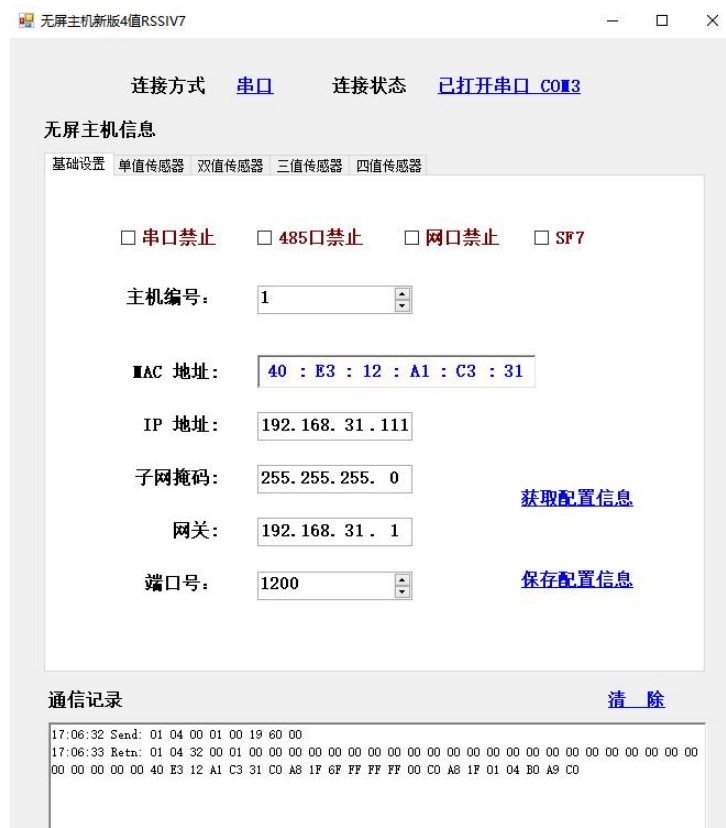 无屏主机新版4值RSSIV7
连接方式 串口 连接状态 已打开串口 COM3
无屏主机信息
基础设置 单值传感器 双值传感器 三值传感器 四值传感器
串口禁止 485口禁止 网口禁止 SF7
主机编号: 1
MAC 地址: 40 : E3 : 12 : A1 : C3 : 31
IP 地址: 192.168. 31 .111
子网掩码: 255.255.255. 0
获取配置信息
网关: 192.168. 31 . 1
端口号: 1200
保存配置信息
通信记录 清 除
17:06:32 Send: 01 04 00 01 00 19 60 00
17:06:33 Retn: 01 04 32 00 01 00 00 00 00 00 00 00 00 00 00 00 00 00 00 00 00 00 00 00 00 00 00 00
00 00 00 00 00 40 E3 12 A1 C3 31 C0 A8 1F 6F FF FF FF 00 C0 A8 1F 01 04 B0 A9 C0